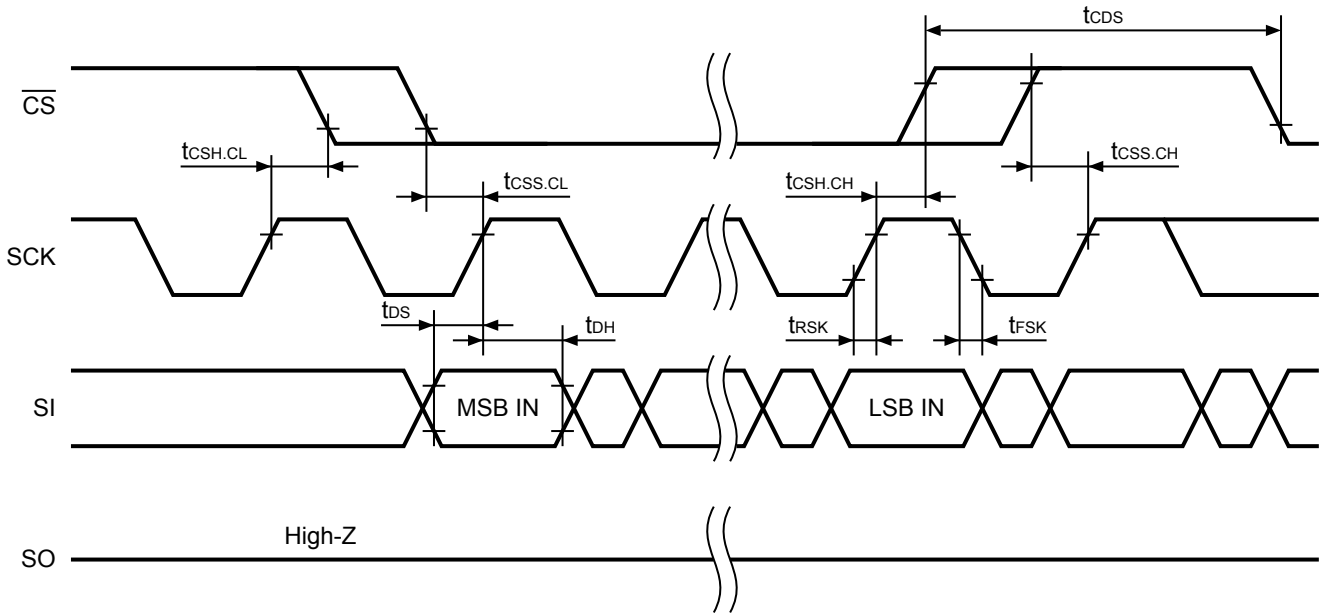 tCDS
CS
tCSH.CL
tCSS.CL
tCSH.CH
tCSS.CH
SCK
tDS
tDH
tRSK
tFSK
SI
MSB IN
LSB IN
High-Z
SO